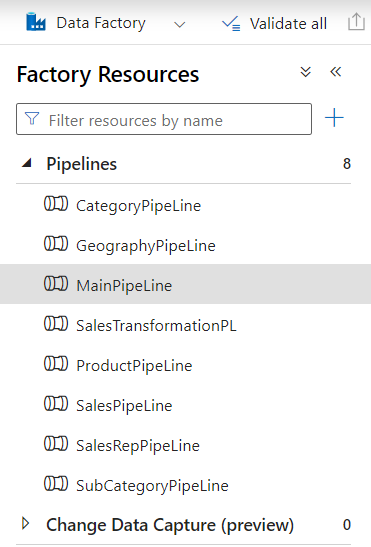 Data Factory Validate all
Factory Resources
Filter resources by name
Pipelines 8
CategoryPipeLine
GeographyPipeLine
MainPipeLine
SalesTransformationPL
ProductPipeLine
SalesPipeLine
SalesRepPipeLine
SubCategoryPipeLine
Change Data Capture (preview) 0